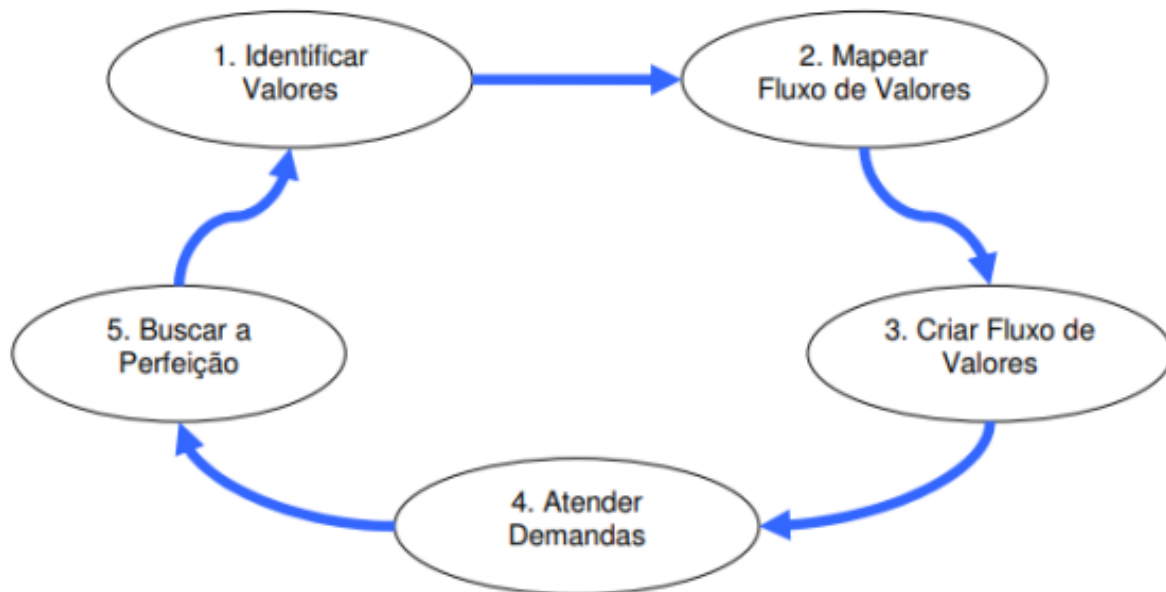 1. Identificar
Valores
2. Mapear
Fluxo de Valores
3. Criar Fluxo de
Valores
4. Atender
Demandas
5. Buscar a
Perfeição